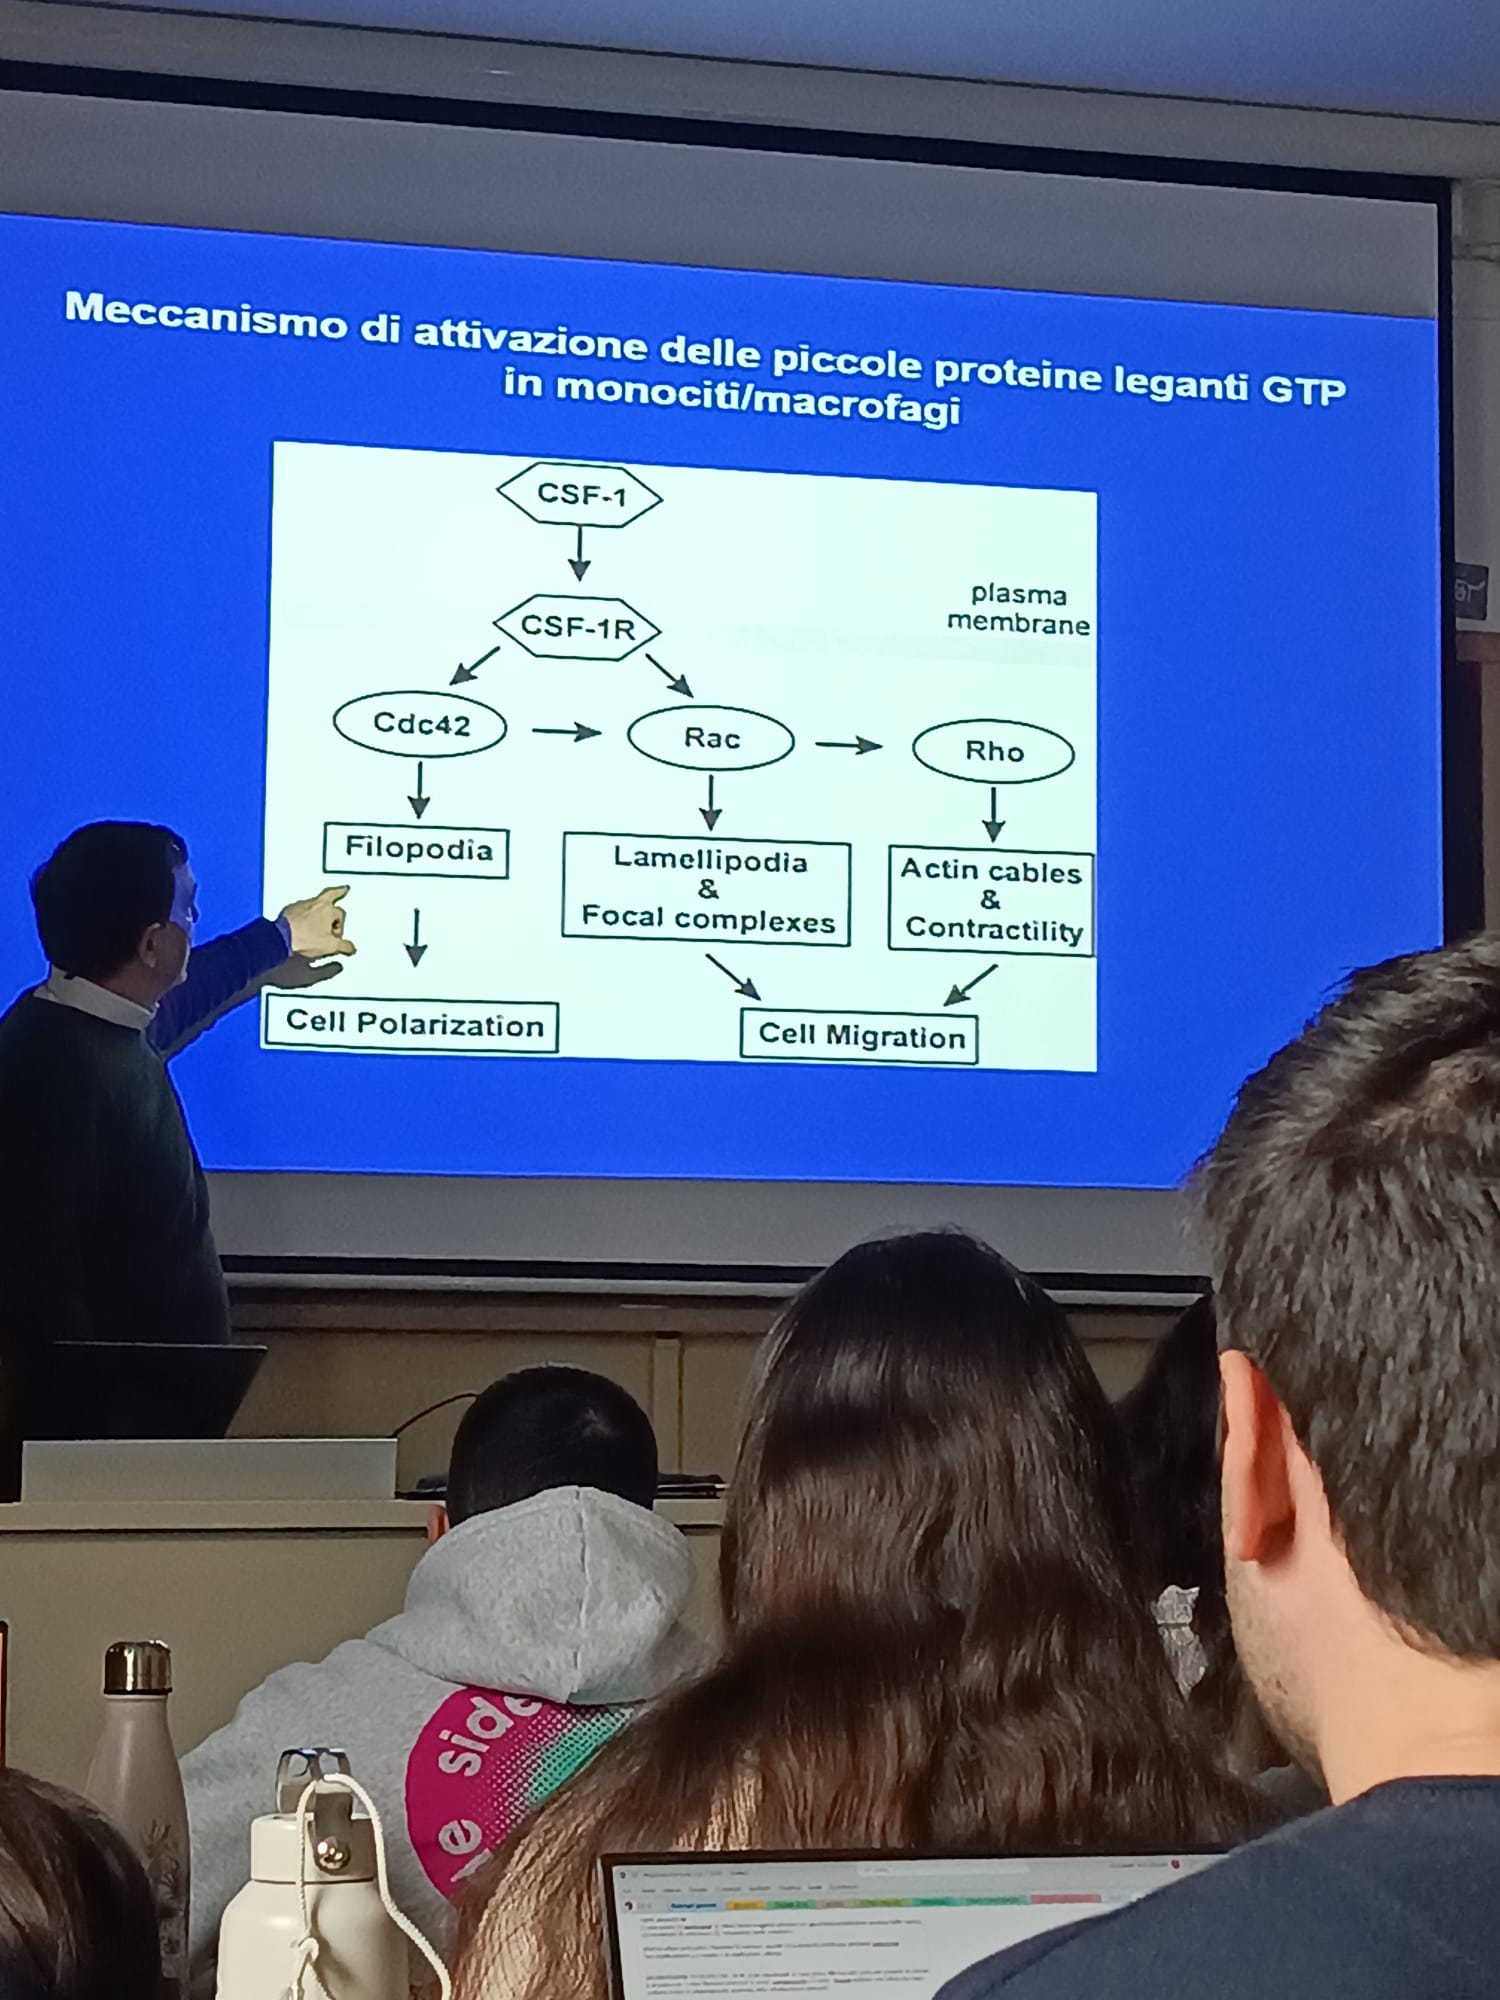 Meccanismo di attivazione delle piccole proteine leganti GTP
in monociti/macrofagi
CSF-1
plasma
membrane
CSF-1R
Cdc42
Rac
Rho
Filopodia
Lamellipodia
&
Focal complexes
Actin cables
&
Contractility
Cell Polarization
Cell Migration
side
e